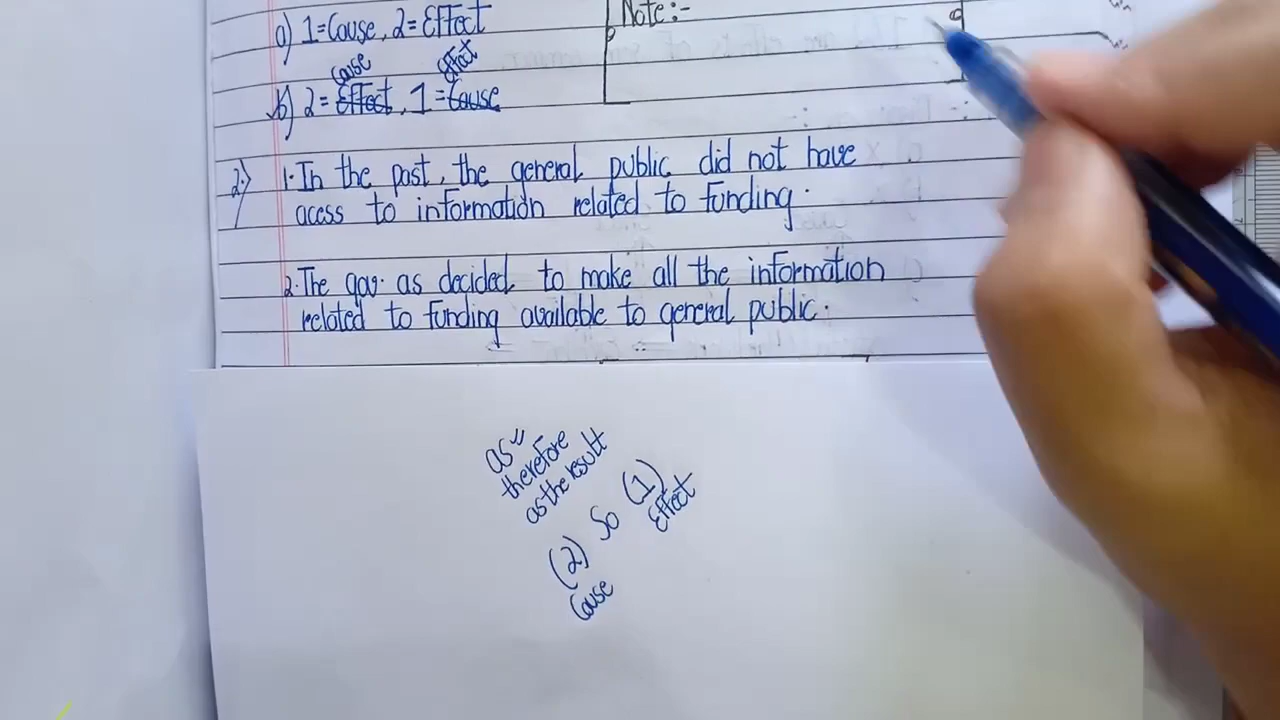 a) 1=Cause, 2=Effect
Note:-
Cause Effect
b) 2=Effect, 1=Cause
2.) 1. In the past, the general public did not have
acess to information related to funding.
2. The gov. as decided to make all the information
related to funding available to general public.
as"
therefore
as the result
(2) So (1)
Cause Effect